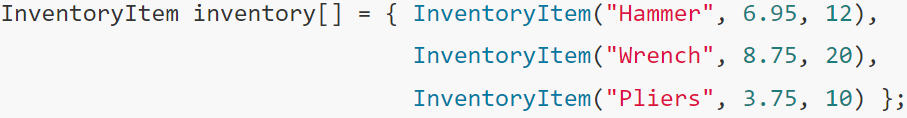 InventoryItem inventory[] = { InventoryItem("Hammer", 6.95, 12),
InventoryItem("Wrench", 8.75, 20),
InventoryItem("Pliers", 3.75, 10) };